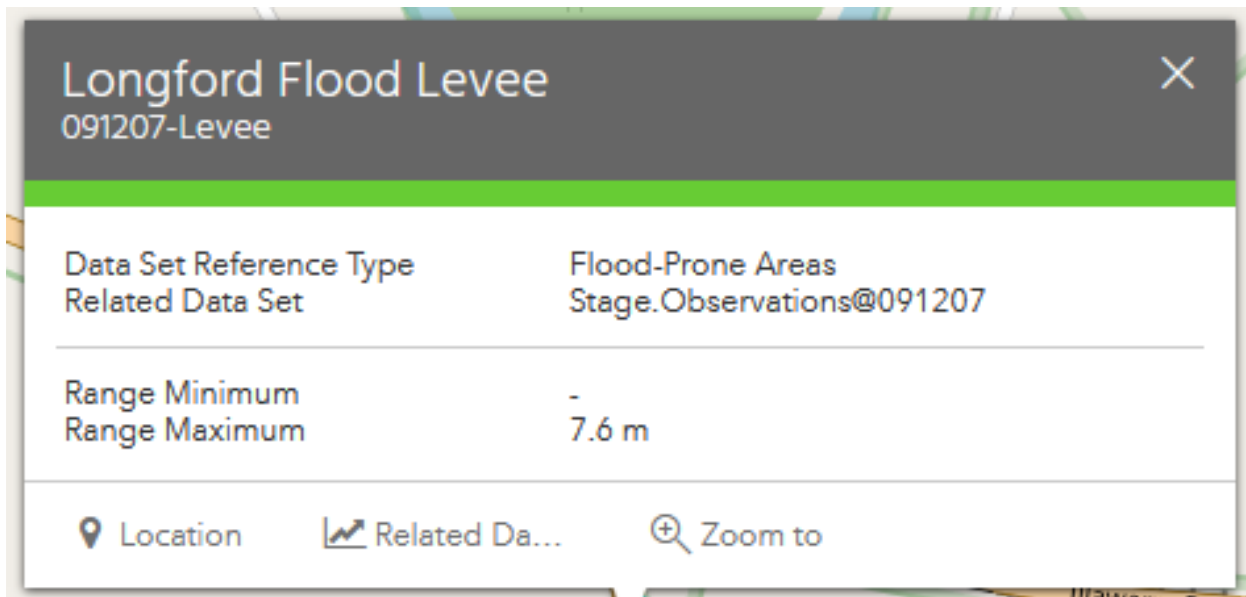 Longford Flood Levee
091207-Levee
Data Set Reference Type Flood-Prone Areas
Related Data Set Stage.Observations@091207
Range Minimum -
Range Maximum 7.6 m
Location Related Da... Zoom to